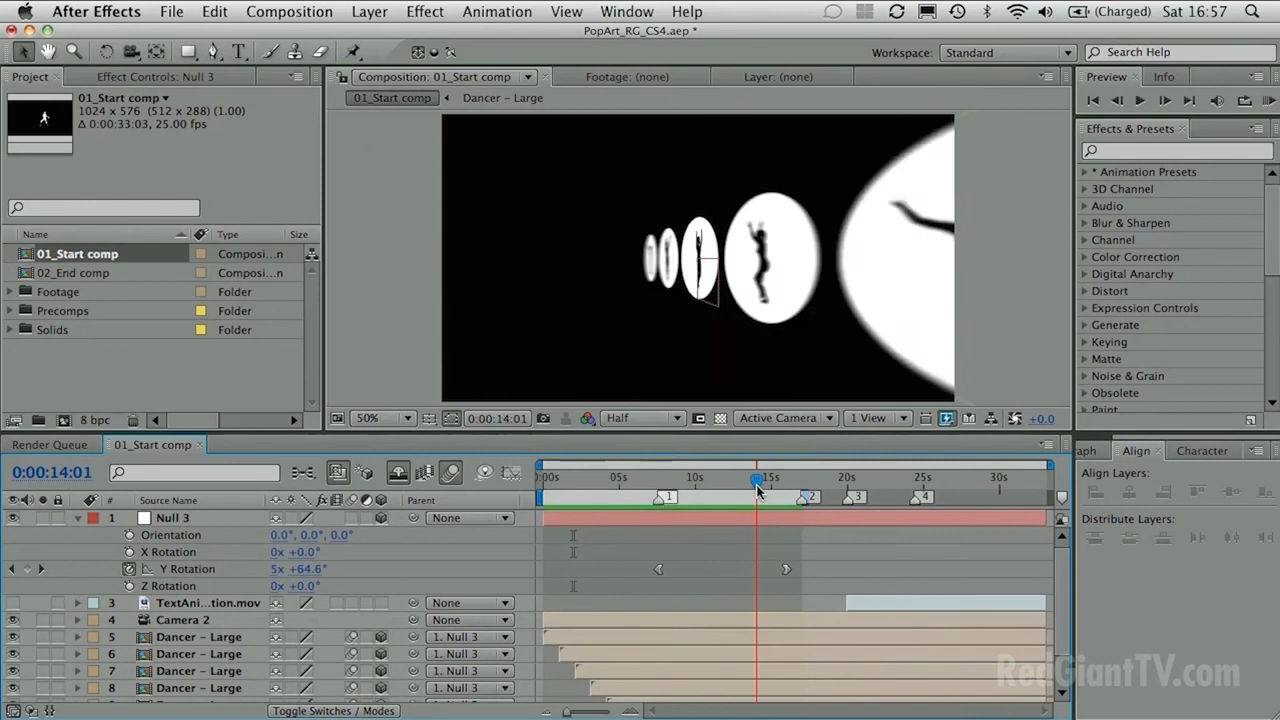 After Effects File Edit Composition Layer Effect Animation View Window Help (Charged) Sat 16:57
PopArt_RG_CS4.aep *
Workspace: Standard Search Help
Project Effect Controls: Null 3 Composition: 01_Start comp Footage: (none) Layer: (none) Preview Info
01_Start comp
1024 x 576 (512 x 288) (1.00)
Δ 0:00:33:03, 25.00 fps
01_Start comp Dancer – Large
Effects & Presets
* Animation Presets
3D Channel
Audio
Blur & Sharpen
Channel
Color Correction
Digital Anarchy
Distort
Expression Controls
Generate
Keying
Matte
Noise & Grain
Obsolete
Paint
Name Type Size
01_Start comp Composi...n
02_End comp Composi...n
Footage Folder
Precomps Folder
Solids Folder
8 bpc
50% 0:00:14:01 Half Active Camera 1 View +0.0
Render Queue 01_Start comp
0:00:14:01
0:00s 05s 10s 15s 20s 25s 30s
1 2 3 4
# Source Name Parent
1 Null 3 None
Orientation 0.0°, 0.0°, 0.0°
X Rotation 0x +0.0°
Y Rotation 5x +64.6°
Z Rotation 0x +0.0°
3 TextAni...tion.mov None
4 Camera 2 None
5 Dancer – Large 1. Null 3
6 Dancer – Large 1. Null 3
7 Dancer – Large 1. Null 3
8 Dancer – Large 1. Null 3
Toggle Switches / Modes
aph Align Character
Align Layers:
Distribute Layers:
RedGiantTV.com